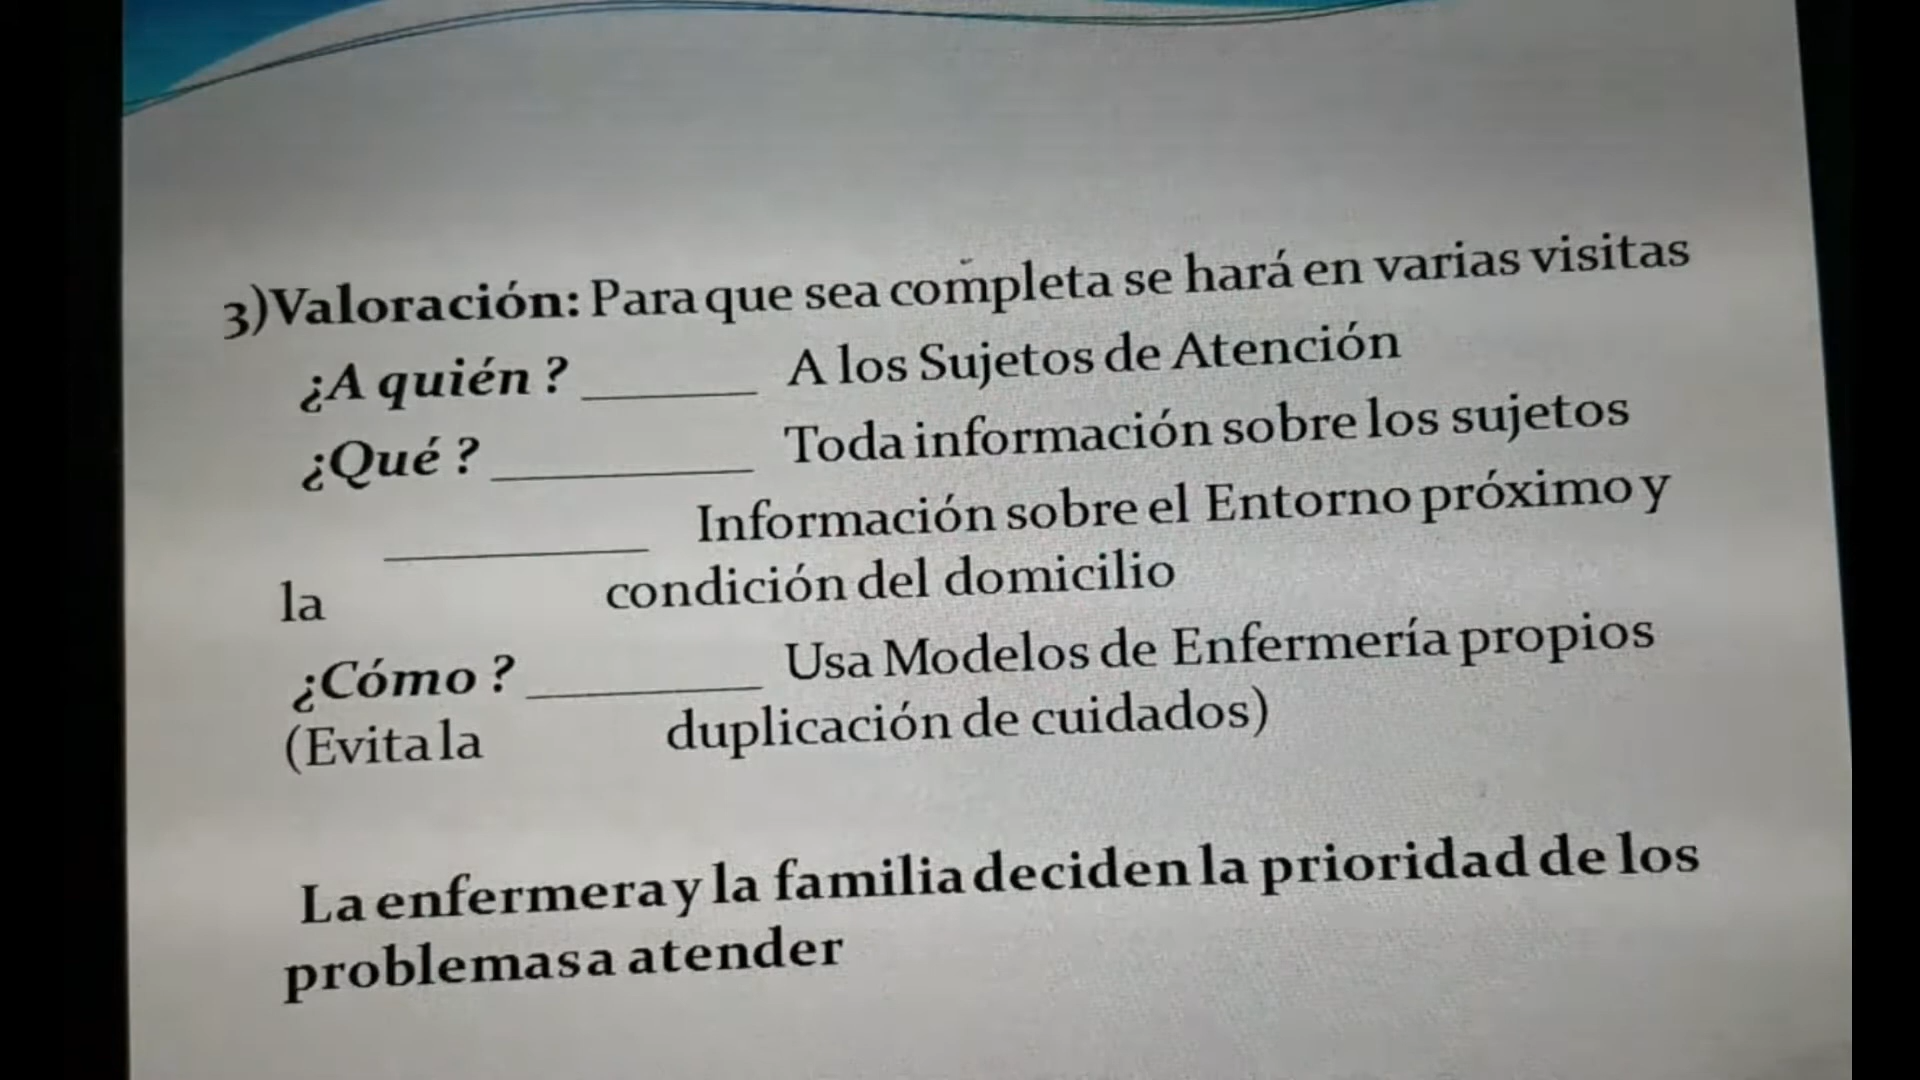 3)Valoración: Para que sea completa se hará en varias visitas
¿A quién ? ______ A los Sujetos de Atención
¿Qué ? _________ Toda información sobre los sujetos
_________ Información sobre el Entorno próximo y
la condición del domicilio
¿Cómo ? ________ Usa Modelos de Enfermería propios
(Evita la duplicación de cuidados)
La enfermera y la familia deciden la prioridad de los
problemas a atender